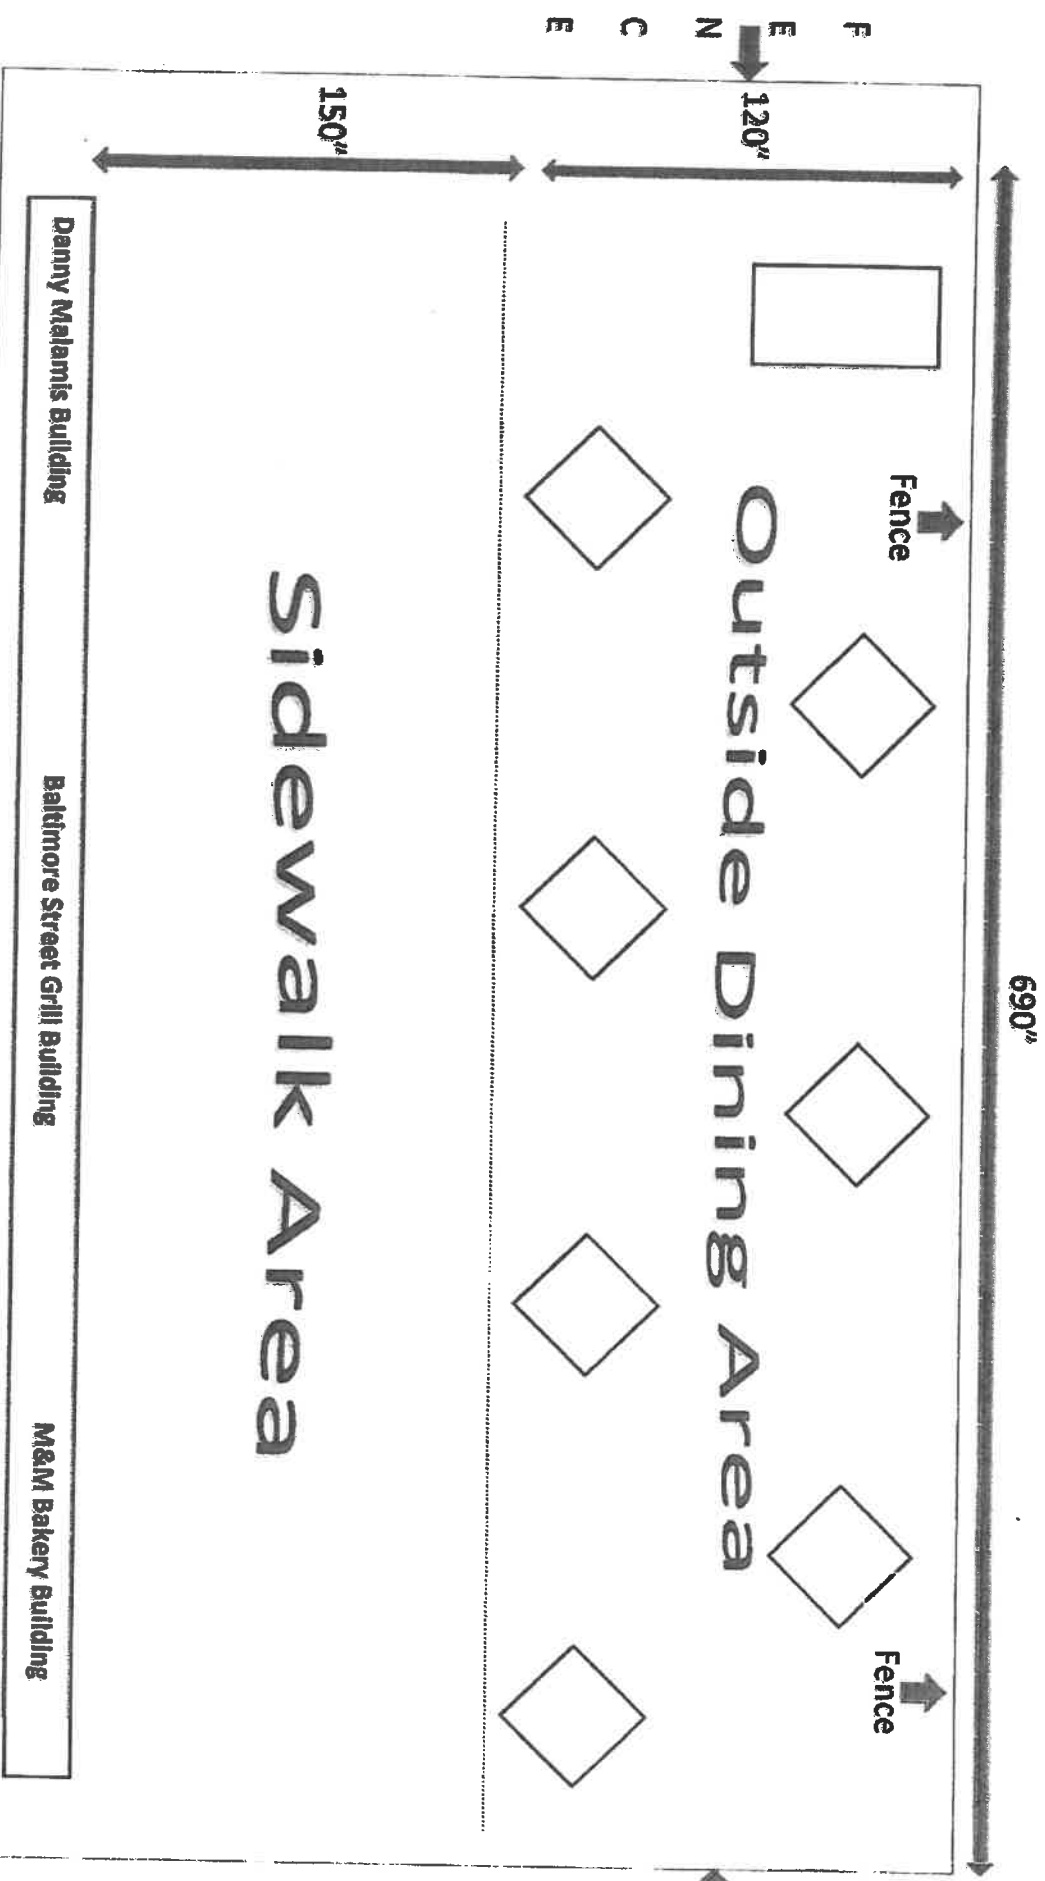 690"
Fence
Fence
F
E
N
C
E
120"
Outside Dining Area
150"
Sidewalk Area
Danny Malamis Building
Baltimore Street Grill Building
M&M Bakery Building